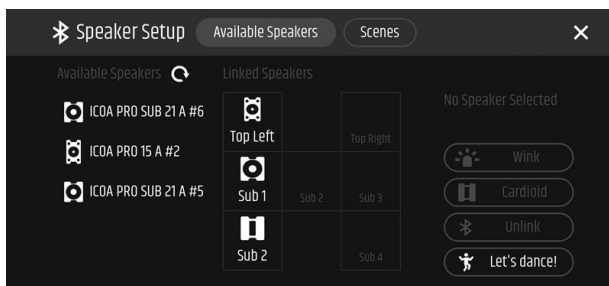 Speaker Setup
Available Speakers
Scenes
Available Speakers
ICOA PRO SUB 21 A #6
ICOA PRO 15 A #2
ICOA PRO SUB 21 A #5
Linked Speakers
Top Left
Top Right
Sub 1
Sub 2
Sub 3
Sub 2
Sub 4
No Speaker Selected
Wink
Cardioid
Unlink
Let's dance!